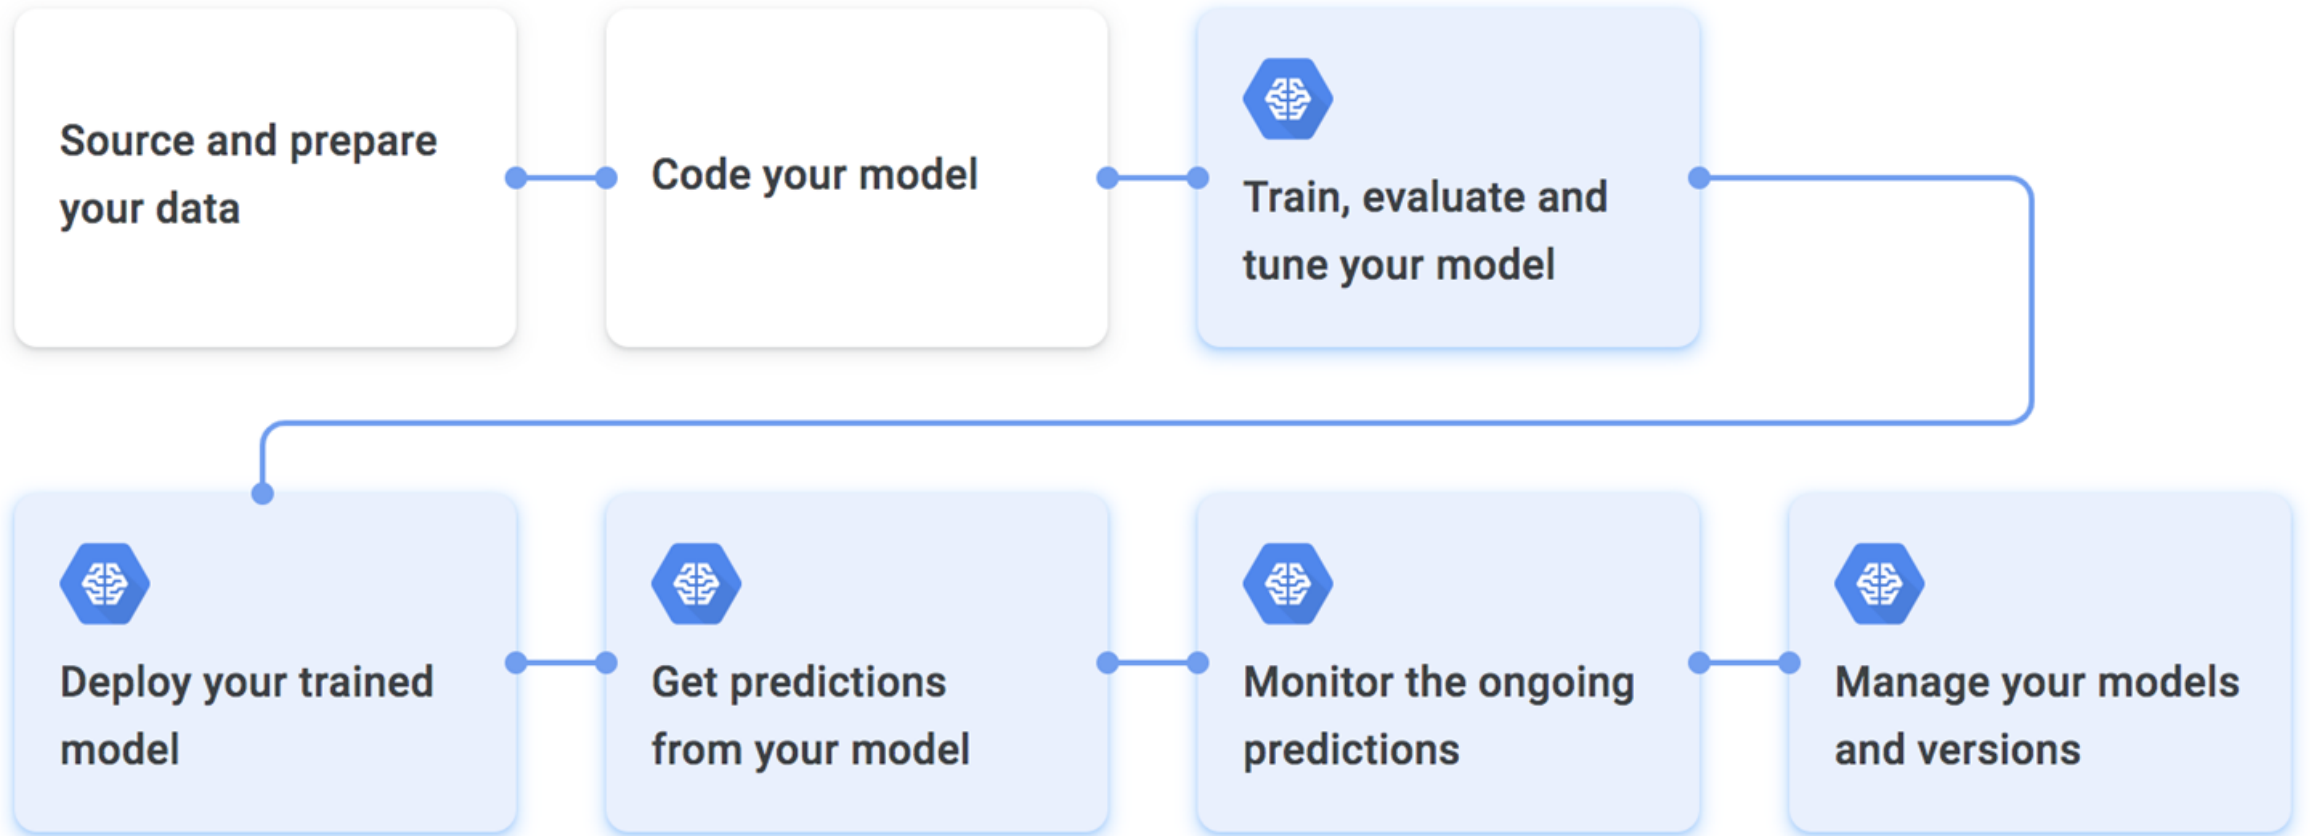 Source and prepare
your data
Code your model
Train, evaluate and
tune your model
Deploy your trained
model
Get predictions
from your model
Monitor the ongoing
predictions
Manage your models
and versions